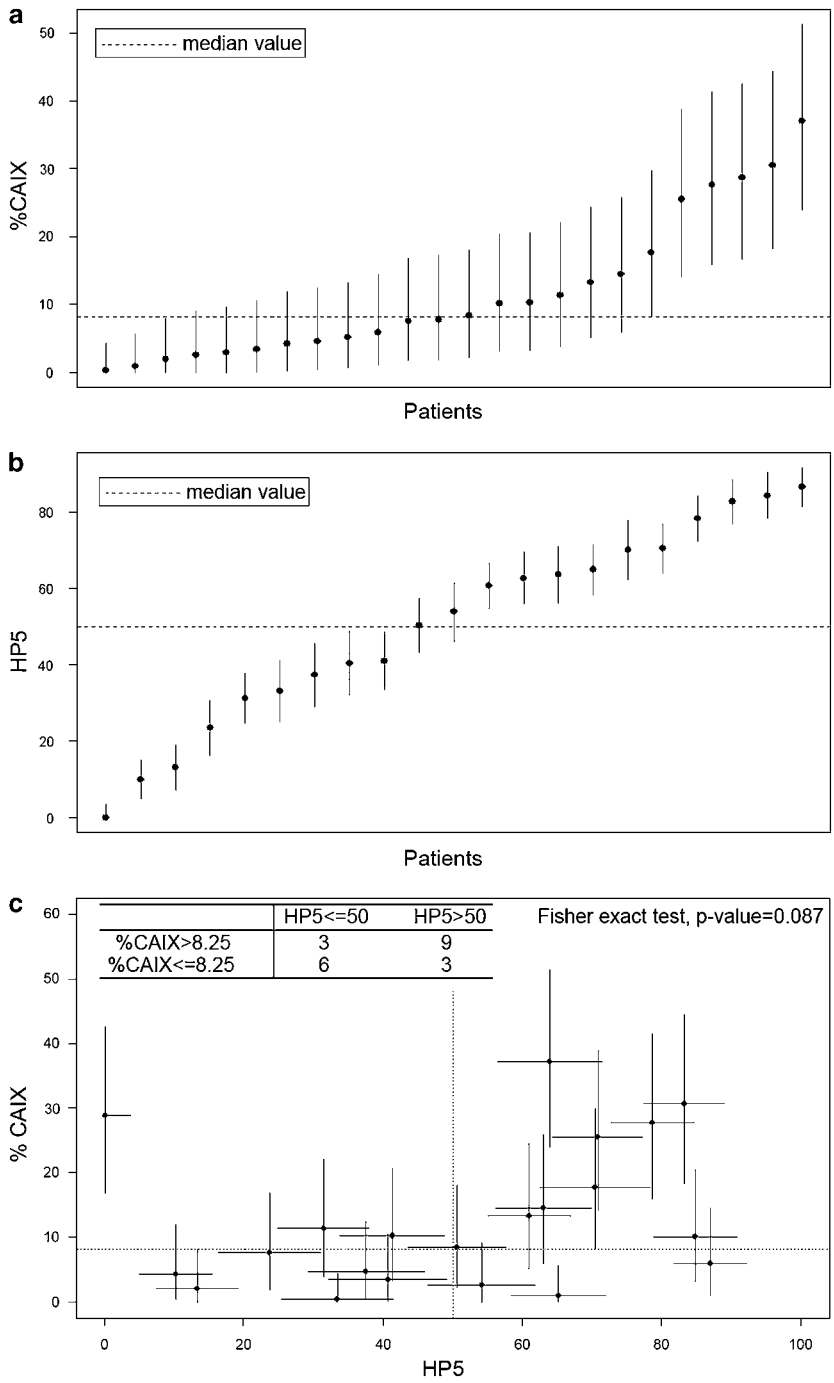 a
50
40
30
20
10
0
%CAIX
median value
Patients
b
80
60
40
20
0
HP5
median value
Patients
c
60
50
40
30
20
10
0
% CAIX
HP5<=50 HP5>50
%CAIX>8.25 3 9
%CAIX<=8.25 6 3
Fisher exact test, p-value=0.087
0 20 40 60 80 100
HP5